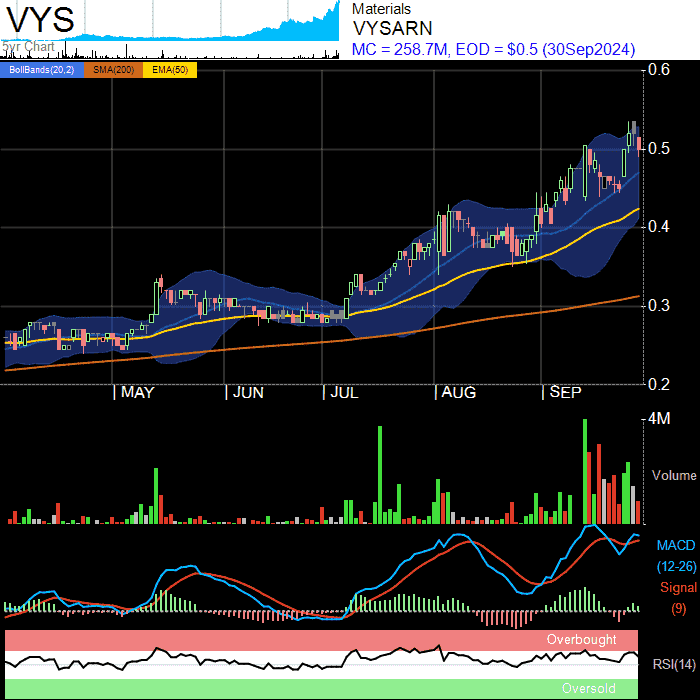 VYS
5yr Chart
Materials
VYSARN
MC = 258.7M, EOD = $0.5 (30Sep2024)
BollBands(20,2) SMA(200) EMA(50)
0.6
0.5
0.4
0.3
0.2
MAY JUN JUL AUG SEP
4M
Volume
MACD
(12-26)
Signal
(9)
Overbought
RSI(14)
Oversold